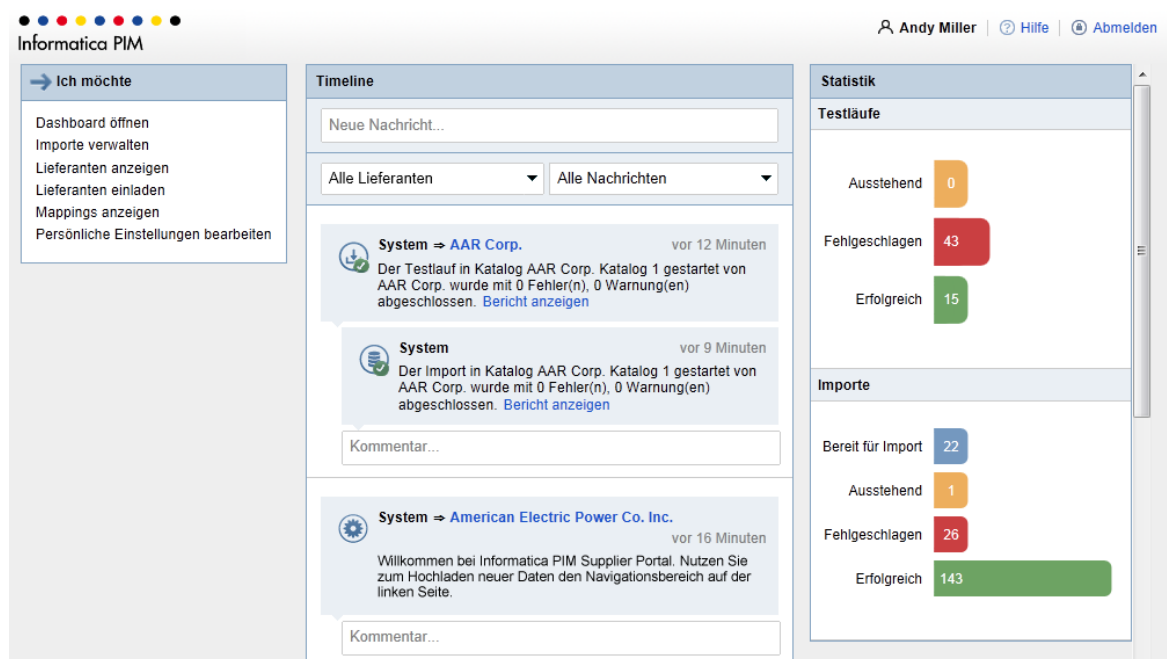 Informatica PIM
Andy Miller
Hilfe
Abmelden
Ich möchte
Dashboard öffnen
Importe verwalten
Lieferanten anzeigen
Lieferanten einladen
Mappings anzeigen
Persönliche Einstellungen bearbeiten
Timeline
Neue Nachricht...
Alle Lieferanten
Alle Nachrichten
System ⇒ AAR Corp. vor 12 Minuten
Der Testlauf in Katalog AAR Corp. Katalog 1 gestartet von
AAR Corp. wurde mit 0 Fehler(n), 0 Warnung(en)
abgeschlossen. Bericht anzeigen
System vor 9 Minuten
Der Import in Katalog AAR Corp. Katalog 1 gestartet von
AAR Corp. wurde mit 0 Fehler(n), 0 Warnung(en)
abgeschlossen. Bericht anzeigen
Kommentar...
System ⇒ American Electric Power Co. Inc.
vor 16 Minuten
Willkommen bei Informatica PIM Supplier Portal. Nutzen Sie
zum Hochladen neuer Daten den Navigationsbereich auf der
linken Seite.
Kommentar...
Statistik
Testläufe
Ausstehend 0
Fehlgeschlagen 43
Erfolgreich 15
Importe
Bereit für Import 22
Ausstehend 1
Fehlgeschlagen 26
Erfolgreich 143